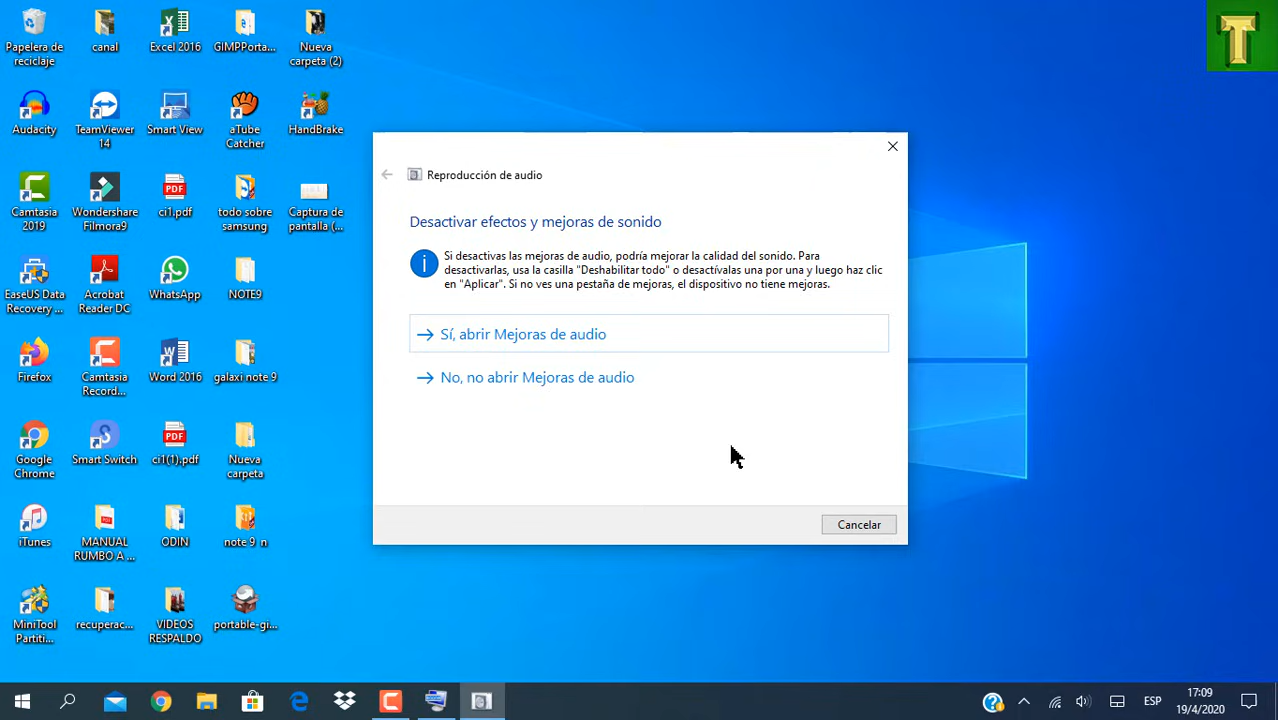 Papelera de
reciclaje
canal
Excel 2016
GIMPPorta...
Nueva
carpeta (2)
T
Audacity
TeamViewer
14
Smart View
aTube
Catcher
HandBrake
Camtasia
2019
Wondershare
Filmora9
PDF
ci1.pdf
todo sobre
samsung
Captura de
pantalla (...
EaseUS Data
Recovery ...
Acrobat
Reader DC
WhatsApp
NOTE9
Firefox
Camtasia
Record...
Word 2016
galaxi note 9
Google
Chrome
Smart Switch
PDF
ci1(1).pdf
Nueva
carpeta
iTunes
PDF
MANUAL
RUMBO A ...
ODIN
note 9 n
MiniTool
Partiti...
recuperac...
VIDEOS
RESPALDO
portable-gi...
Reproducción de audio
Desactivar efectos y mejoras de sonido
Si desactivas las mejoras de audio, podría mejorar la calidad del sonido. Para
desactivarlas, usa la casilla "Deshabilitar todo" o desactívalas una por una y luego haz clic
en "Aplicar". Si no ves una pestaña de mejoras, el dispositivo no tiene mejoras.
Sí, abrir Mejoras de audio
No, no abrir Mejoras de audio
Cancelar
ESP
17:09
19/4/2020